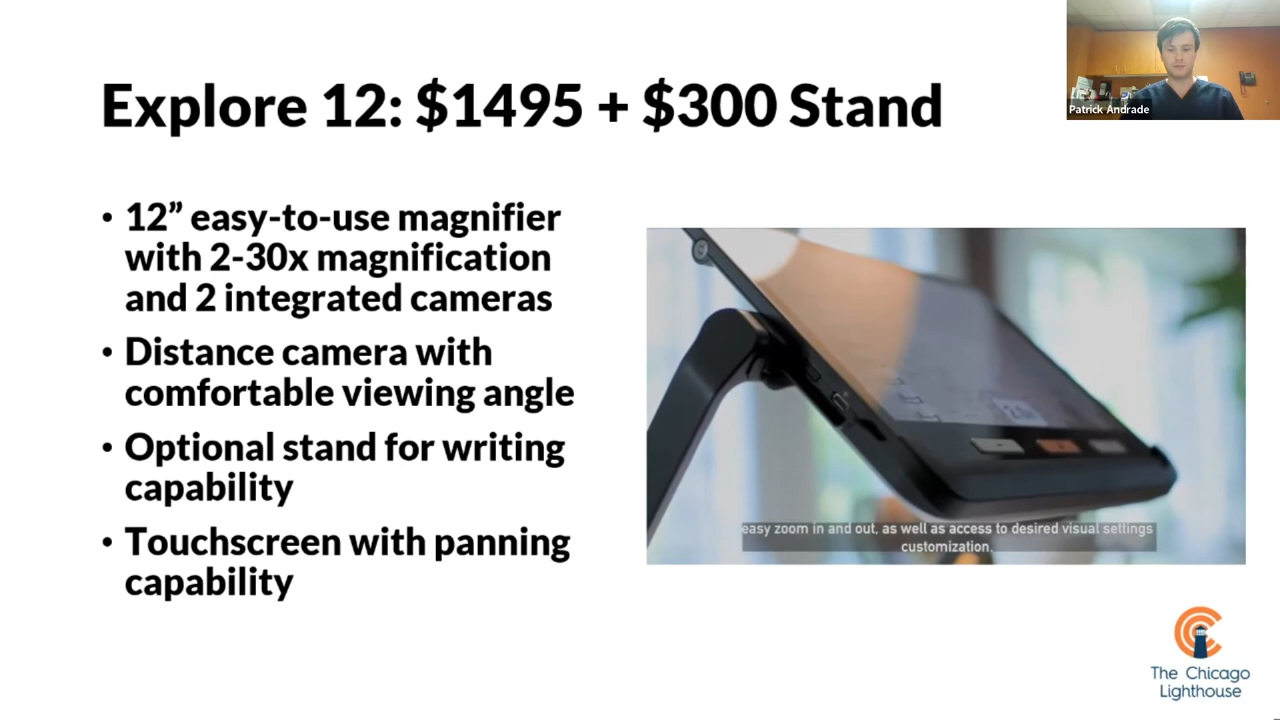 Explore 12: $1495 + $300 Stand
Patrick Andrade
• 12” easy-to-use magnifier
with 2-30x magnification
and 2 integrated cameras
• Distance camera with
comfortable viewing angle
• Optional stand for writing
capability
• Touchscreen with panning
capability
easy zoom in and out, as well as access to desired visual settings
customization.
The Chicago
Lighthouse